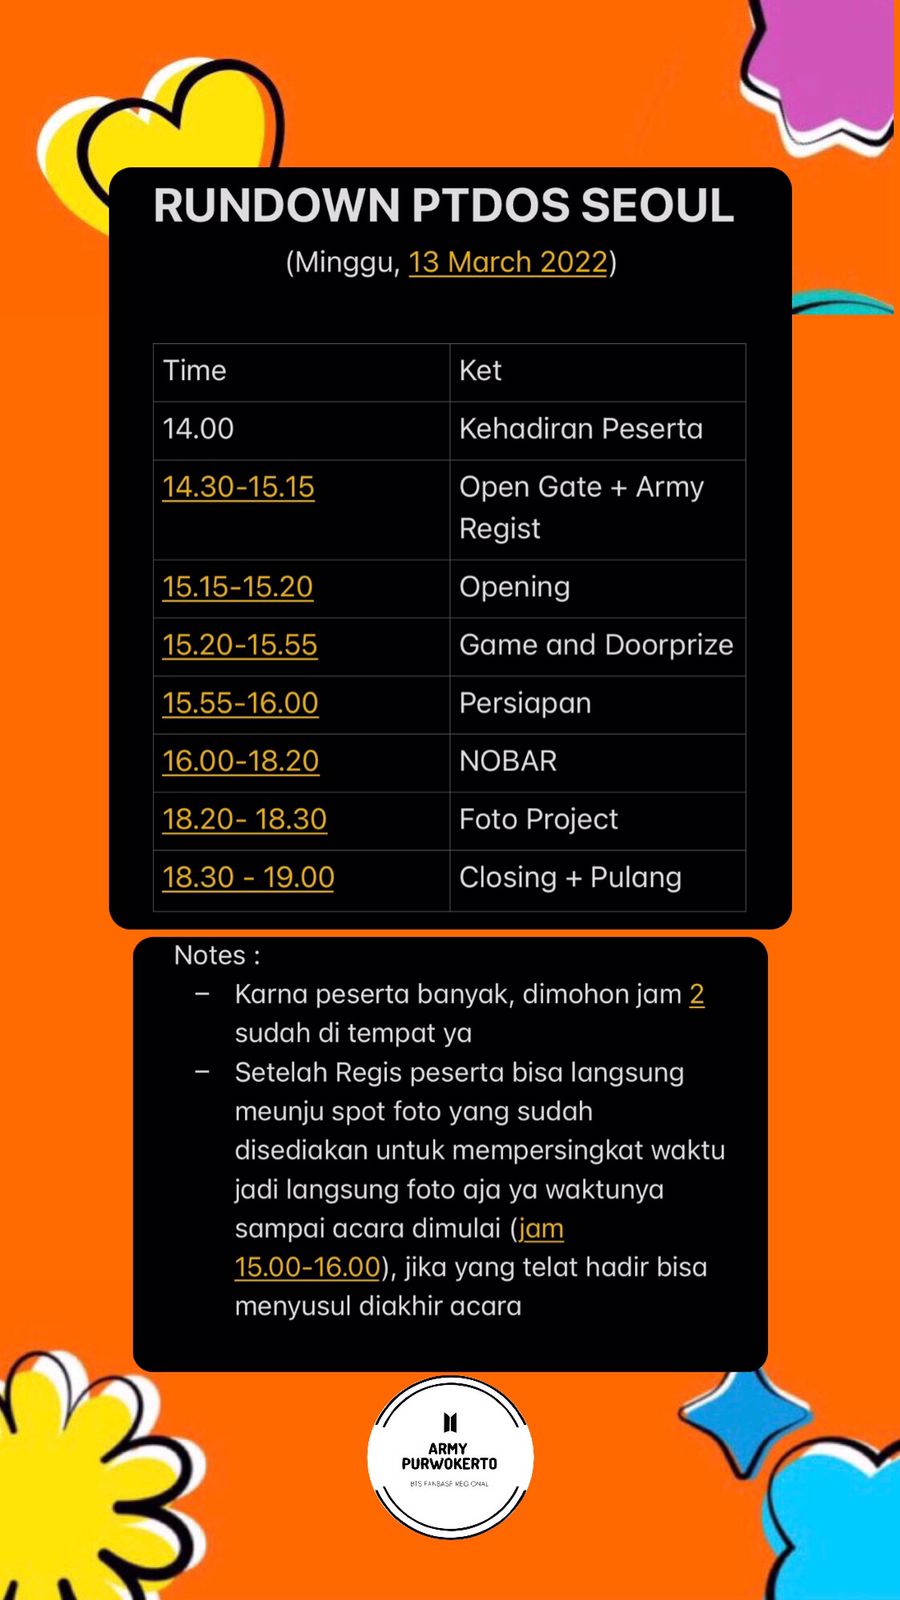 RUNDOWN PTDOS SEOUL
(Minggu, 13 March 2022)
Time Ket
14.00 Kehadiran Peserta
14.30-15.15 Open Gate + Army
Regist
15.15-15.20 Opening
15.20-15.55 Game and Doorprize
15.55-16.00 Persiapan
16.00-18.20 NOBAR
18.20- 18.30 Foto Project
18.30 - 19.00 Closing + Pulang
Notes :
– Karna peserta banyak, dimohon jam 2
sudah di tempat ya
– Setelah Regis peserta bisa langsung
meunju spot foto yang sudah
disediakan untuk mempersingkat waktu
jadi langsung foto aja ya waktunya
sampai acara dimulai (jam
15.00-16.00), jika yang telat hadir bisa
menyusul diakhir acara
ARMY
PURWOKERTO
BTS FANBASE REGIONAL